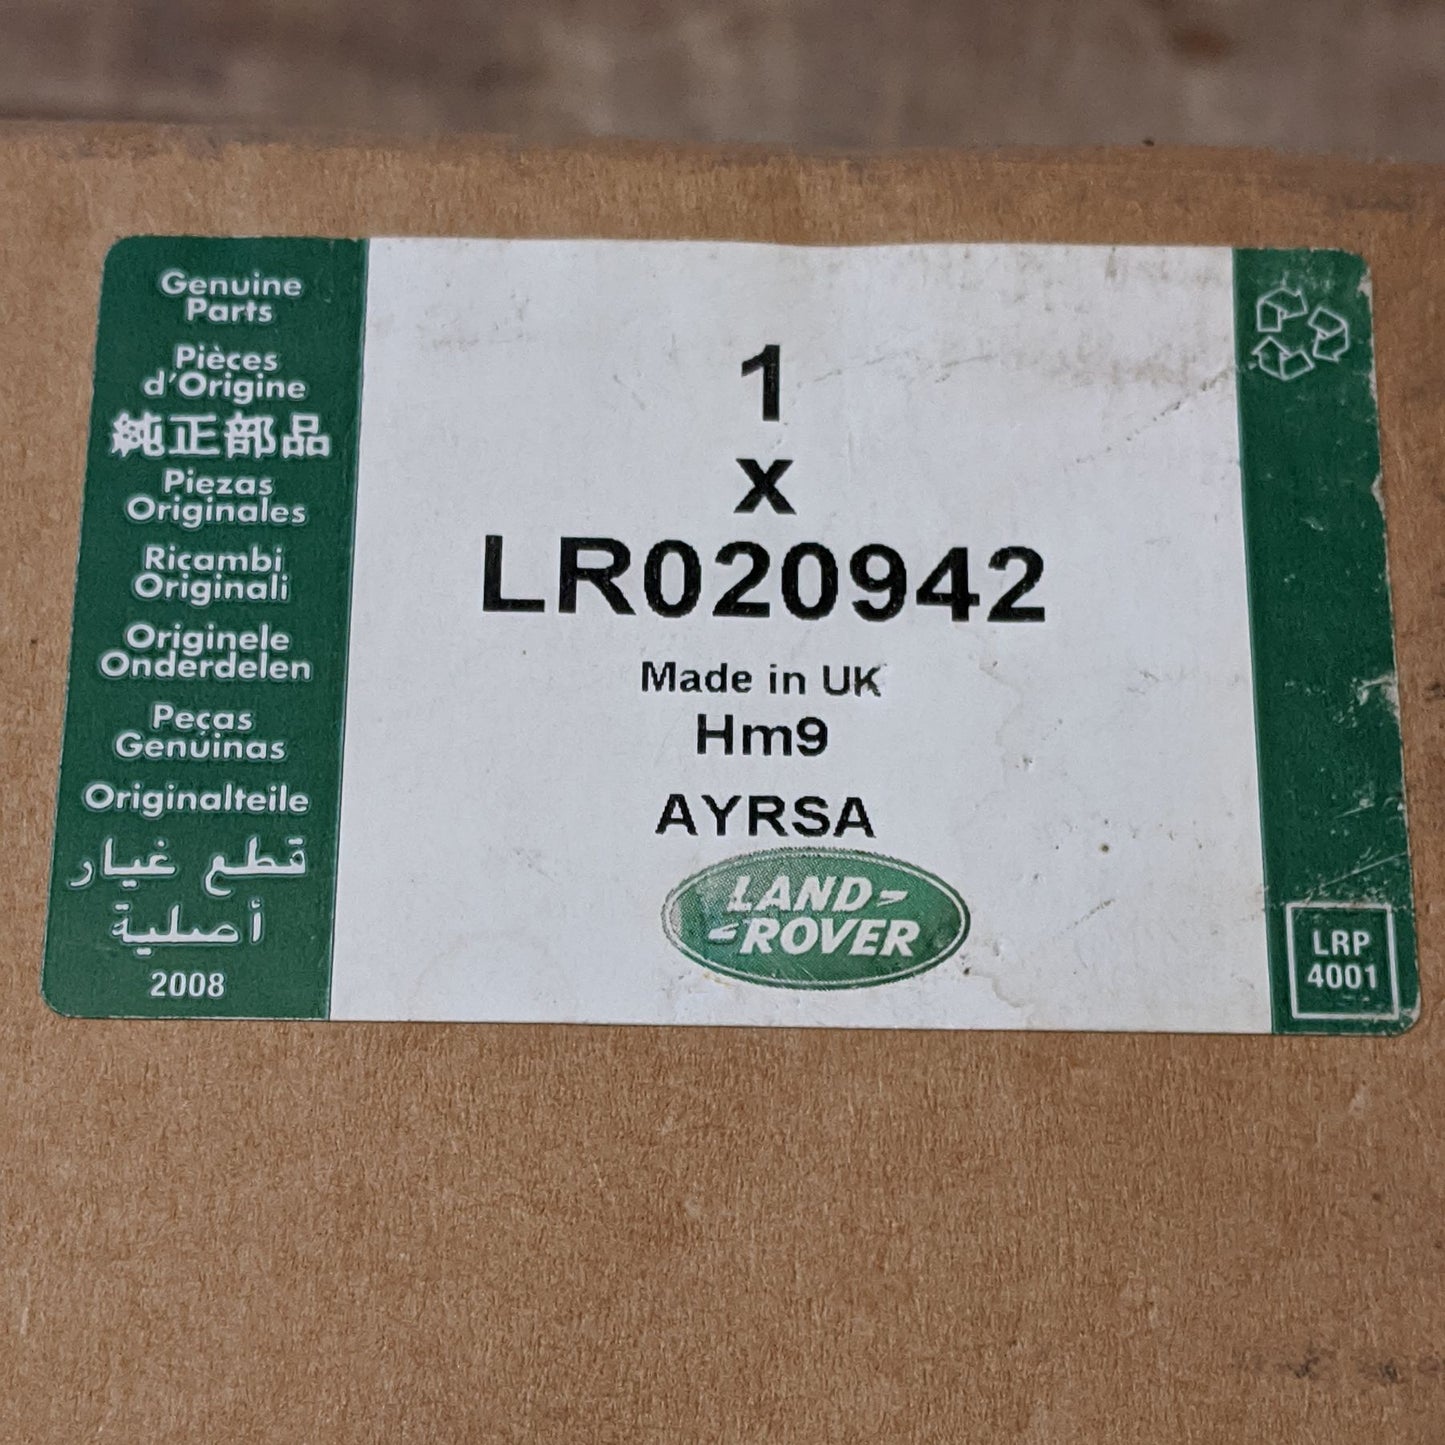 Genuine
Parts
Pièces
d'Origine
純正部品
Piezas
Originales
Ricambi
Originali
Originele
Onderdelen
Peças
Genúinas
Originalteile
قطع غيار
أصلية
2008
1
x
LR020942
Made in UK
Hm9
AYRSA
LAND-
-ROVER
LRP
4001